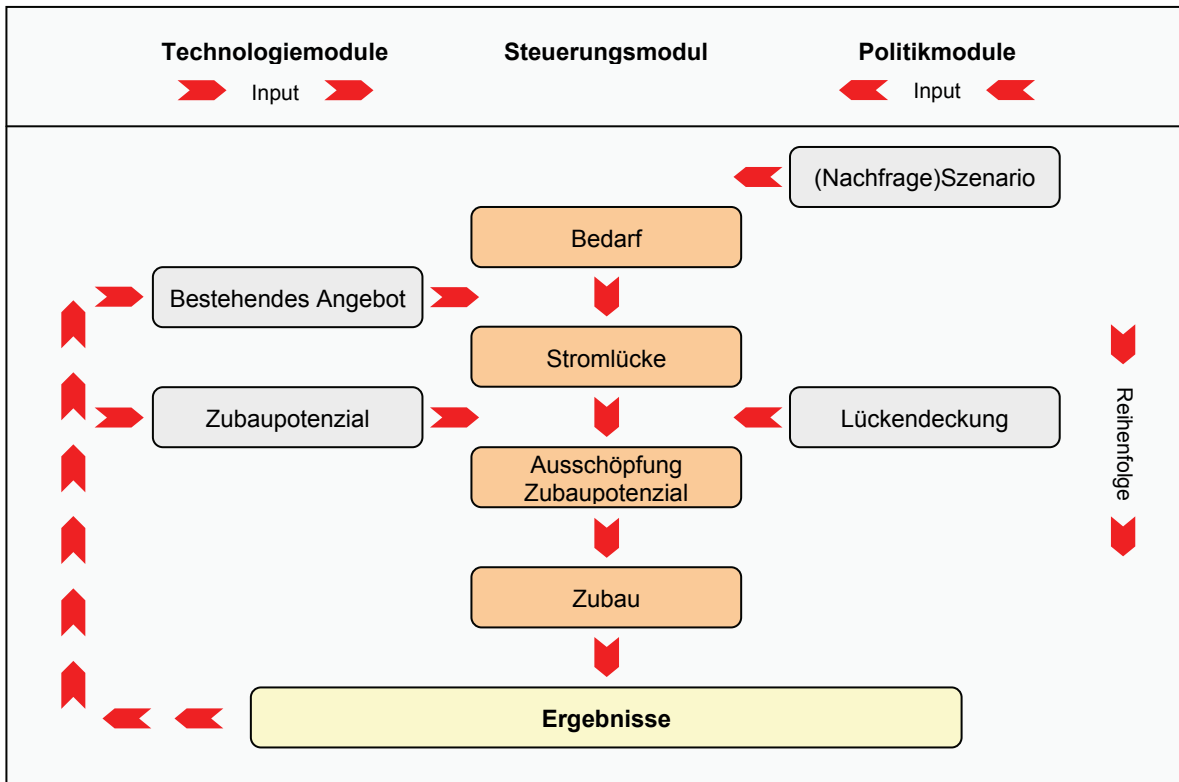 Technologiemodule
Steuerungsmodul
Politikmodule
Input
Input
(Nachfrage)Szenario
Bedarf
Bestehendes Angebot
Stromlücke
Zubaupotenzial
Lückendeckung
Reihenfolge
Ausschöpfung
Zubaupotenzial
Zubau
Ergebnisse